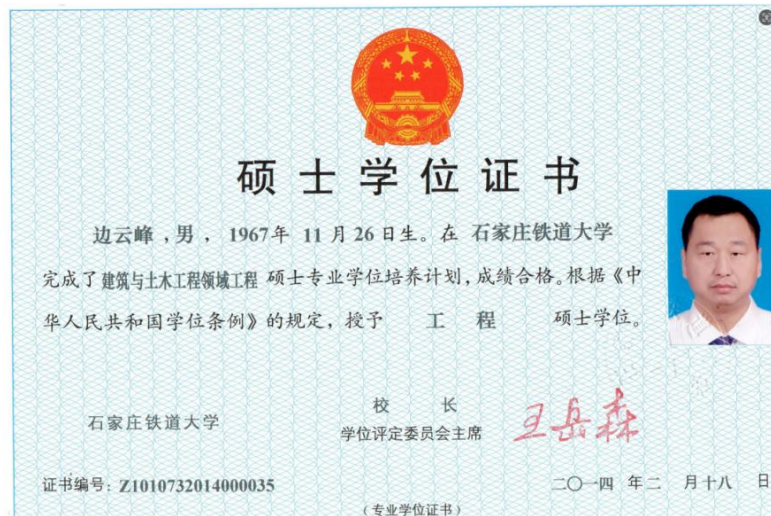 硕士学位证书
边云峰，男，1967年 11 月 26 日生。在 石家庄铁道大学
完成了 建筑与土木工程领域工程 硕士专业学位培养计划，成绩合格。根据《中
华人民共和国学位条例》的规定，授予 工 程 硕士学位。
石家庄铁道大学
校 长
学位评定委员会主席
王岳森
证书编号：Z1010732014000035
二〇一四 年 二 月 十八 日
（专业学位证书）